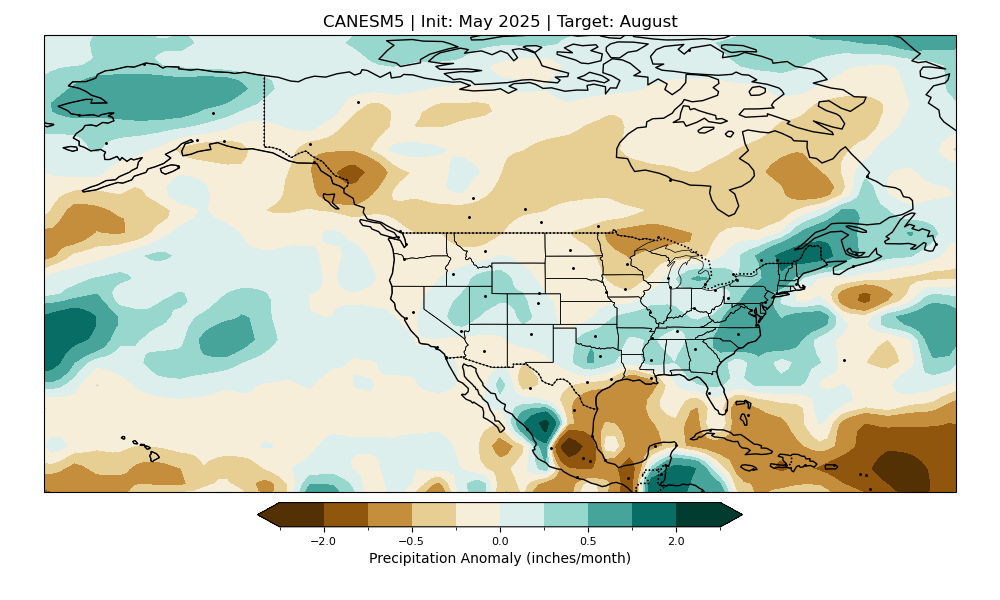 CANESM5 | Init: May 2025 | Target: August
−2.0 −0.5 0.0 0.5 2.0
Precipitation Anomaly (inches/month)